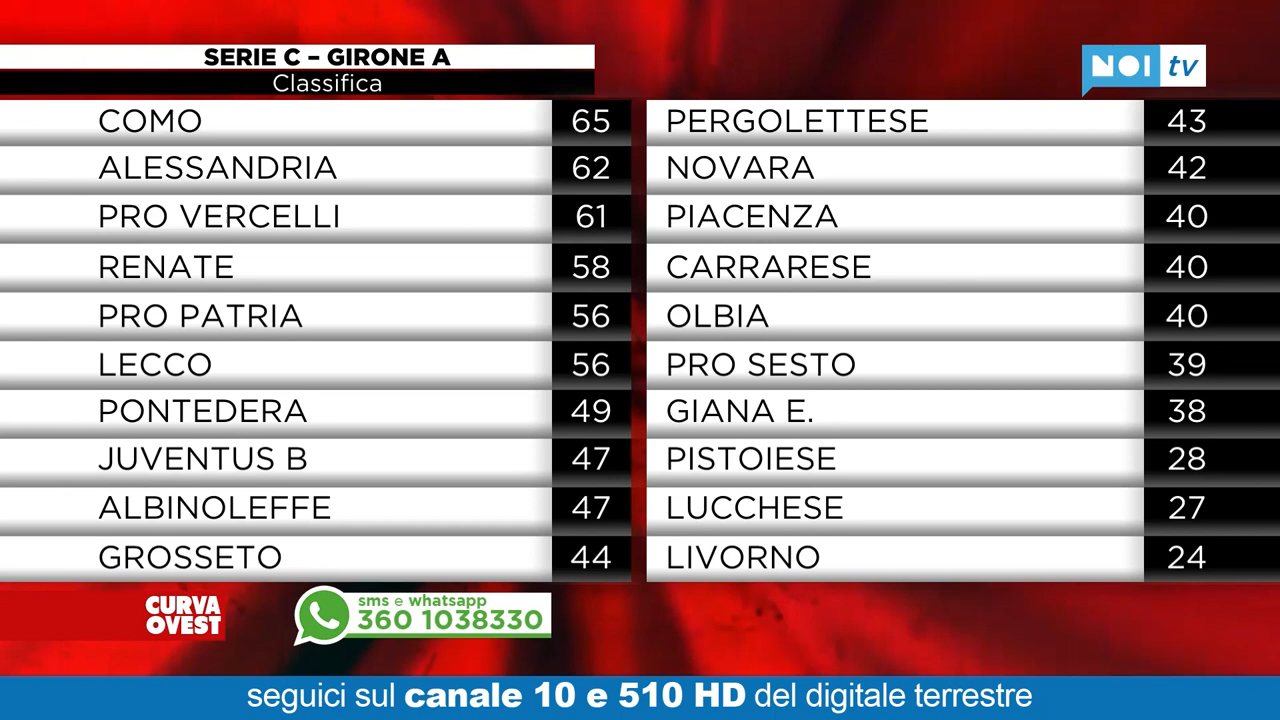 SERIE C – GIRONE A
Classifica
NOI tv
COMO 65
ALESSANDRIA 62
PRO VERCELLI 61
RENATE 58
PRO PATRIA 56
LECCO 56
PONTEDERA 49
JUVENTUS B 47
ALBINOLEFFE 47
GROSSETO 44
PERGOLETTESE 43
NOVARA 42
PIACENZA 40
CARRARESE 40
OLBIA 40
PRO SESTO 39
GIANA E. 38
PISTOIESE 28
LUCCHESE 27
LIVORNO 24
CURVA
OVEST
sms e whatsapp
360 1038330
seguici sul canale 10 e 510 HD del digitale terrestre